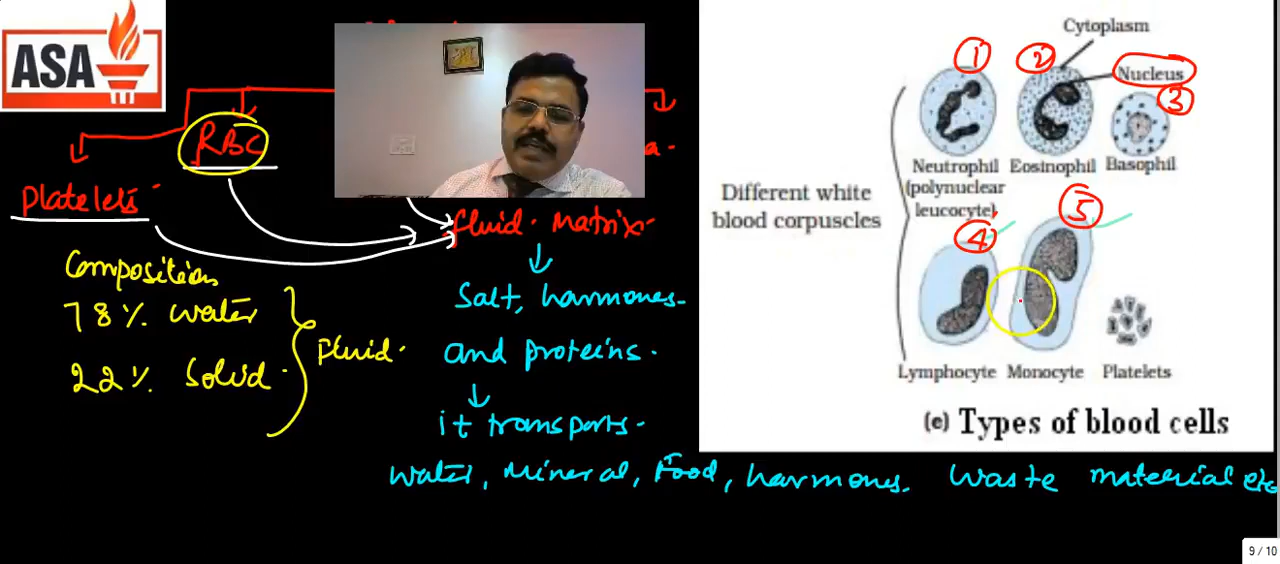 ASA
RBC
Platelets
Composition
78% water
22% Solid.
Fluid.
a.
fluid. matrix.
Salt, harmones.
and proteins.
it transports.
water, mineral, Food, harmones. Waste material etc
Cytoplasm
Nucleus
1
2
3
Neutrophil Eosinophil Basophil
(polynuclear
leucocyte)
Different white
blood corpuscles
4
5
Lymphocyte Monocyte Platelets
(e) Types of blood cells
9 / 10